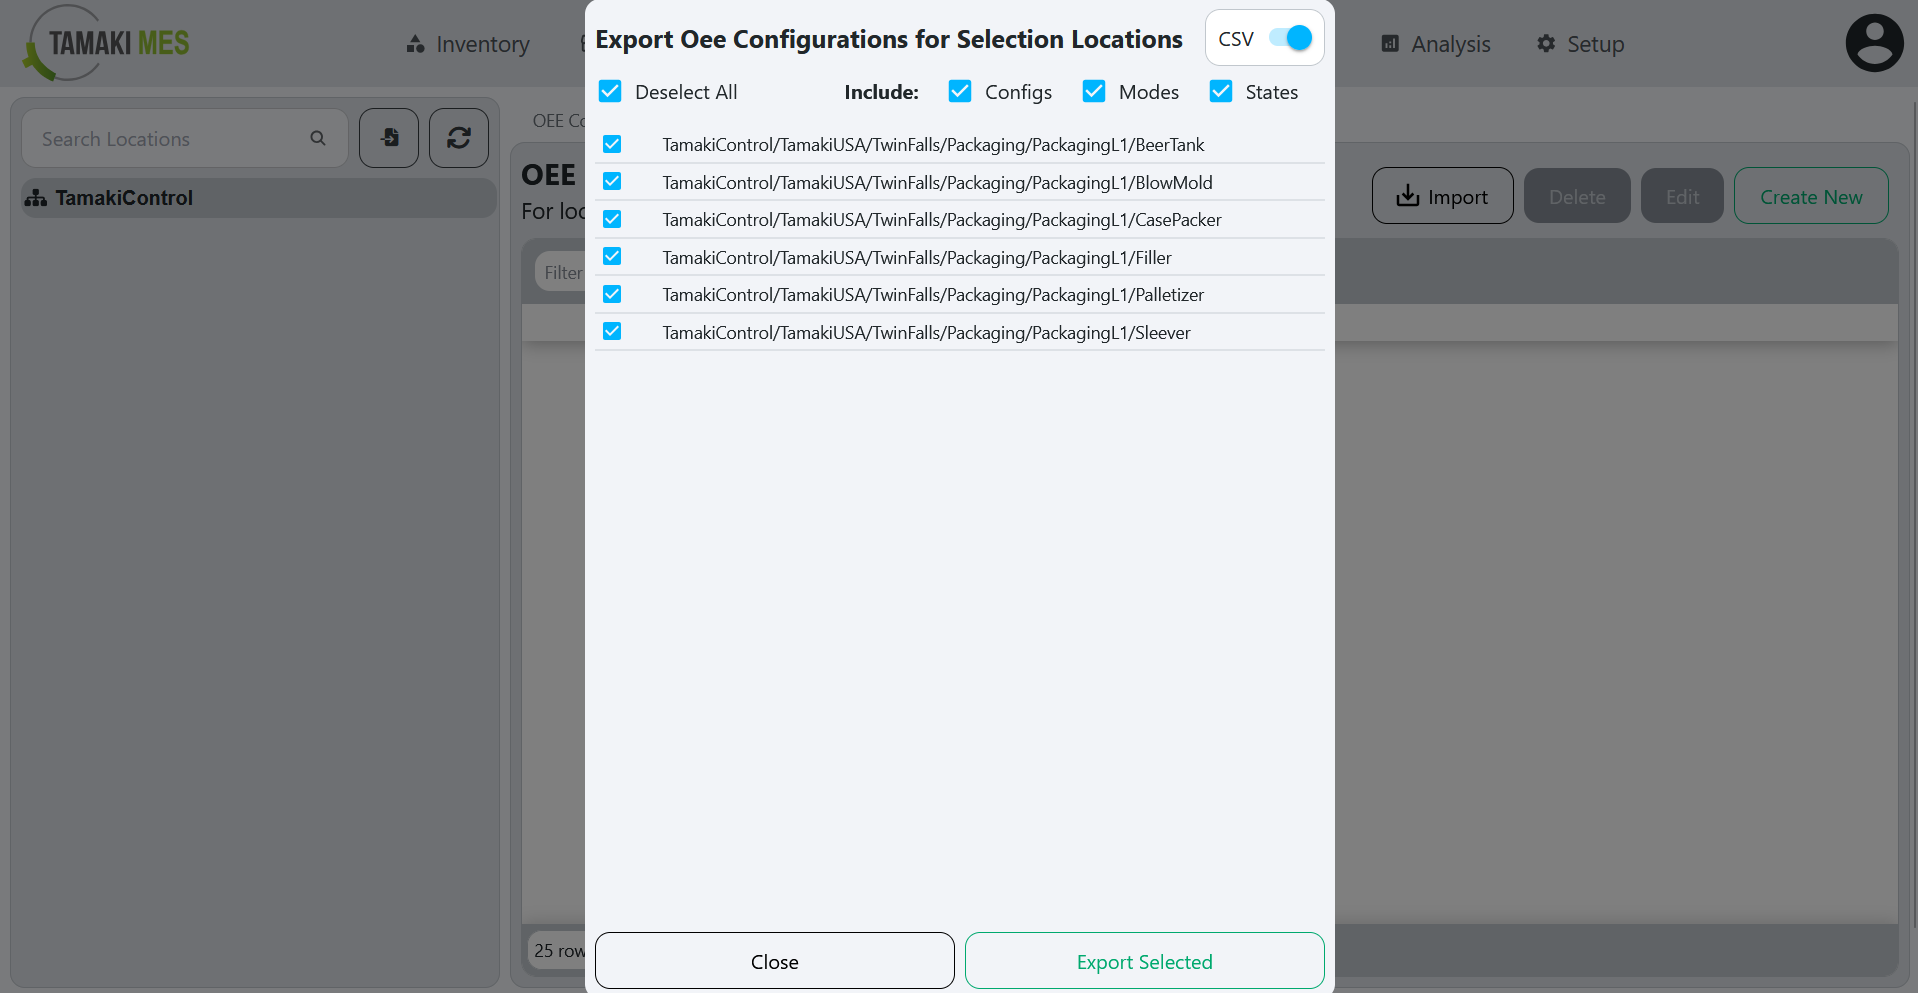 TAMAKI MES
Inventory
Analysis
Setup
Export Oee Configurations for Selection Locations
CSV
Deselect All
Include:
Configs
Modes
States
TamakiControl/TamakiUSA/TwinFalls/Packaging/PackagingL1/BeerTank
TamakiControl/TamakiUSA/TwinFalls/Packaging/PackagingL1/BlowMold
TamakiControl/TamakiUSA/TwinFalls/Packaging/PackagingL1/CasePacker
TamakiControl/TamakiUSA/TwinFalls/Packaging/PackagingL1/Filler
TamakiControl/TamakiUSA/TwinFalls/Packaging/PackagingL1/Palletizer
TamakiControl/TamakiUSA/TwinFalls/Packaging/PackagingL1/Sleever
Close
Export Selected
Search Locations
TamakiControl
OEE
OEE
For
Import
Delete
Edit
Create New
Filter
25